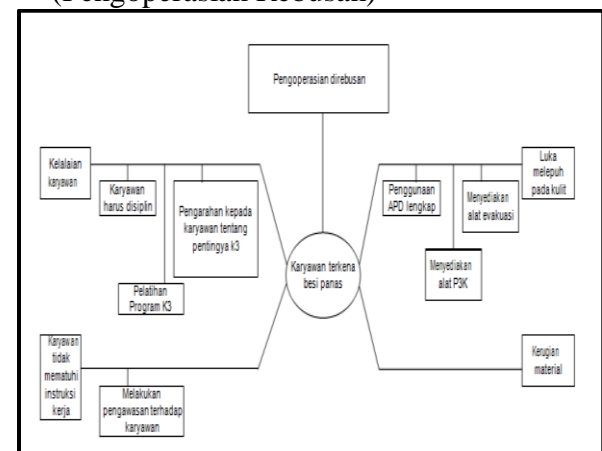 (Pengoperasian Rebusan)
Pengoperasian direbusan
Kelalaian
karyawan
Karyawan
harus disiplin
Pengarahan kepada
karyawan tentang
pentingya k3
Pelatihan
Program K3
Karyawan terkena
besi panas
Penggunaan
APD lengkap
Menyediakan
alat evakuasi
Menyediakan
alat P3K
Luka
melepuh
pada kulit
Karyawan
tidak
mematuhi
instruksi
kerja
Melakukan
pengawasan terhadap
karyawan
Kerugian
material